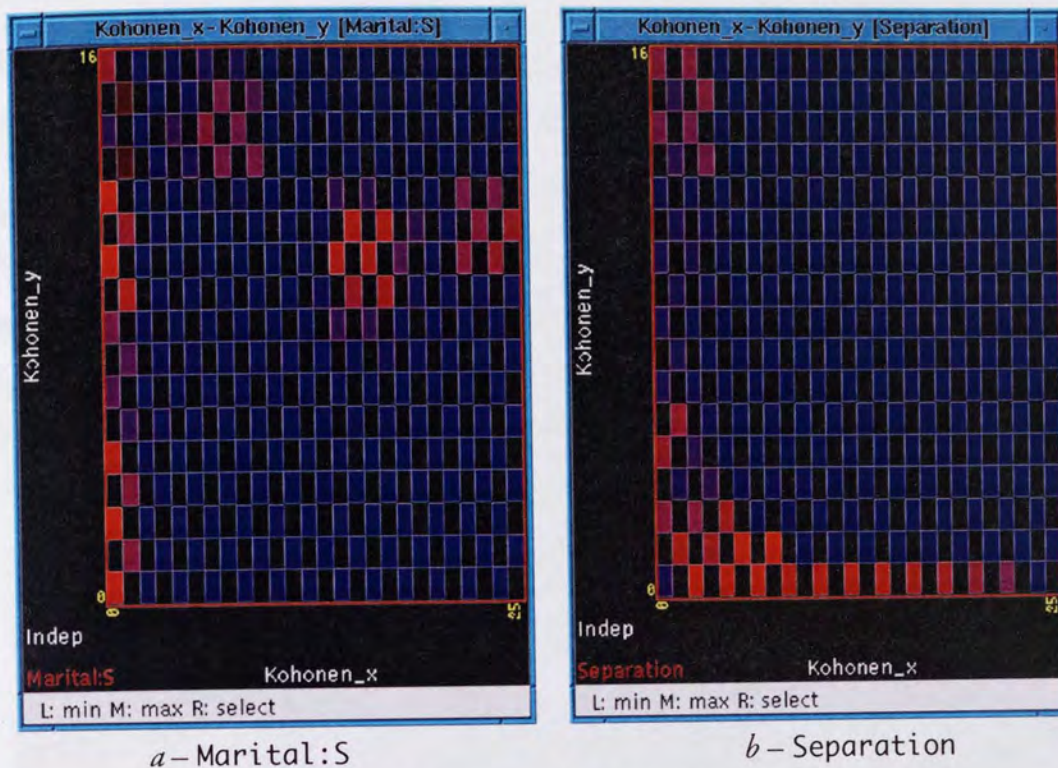 Kohonen_x-Kohonen_y [Marital:S]
16
Kohonen_y
0
0
25
Indep
Marital:S
Kohonen_x
L: min M: max R: select
a – Marital:S
Kohonen_x-Kohonen_y [Separation]
16
Kohonen_y
0
0
25
Indep
Separation
Kohonen_x
L: min M: max R: select
b – Separation